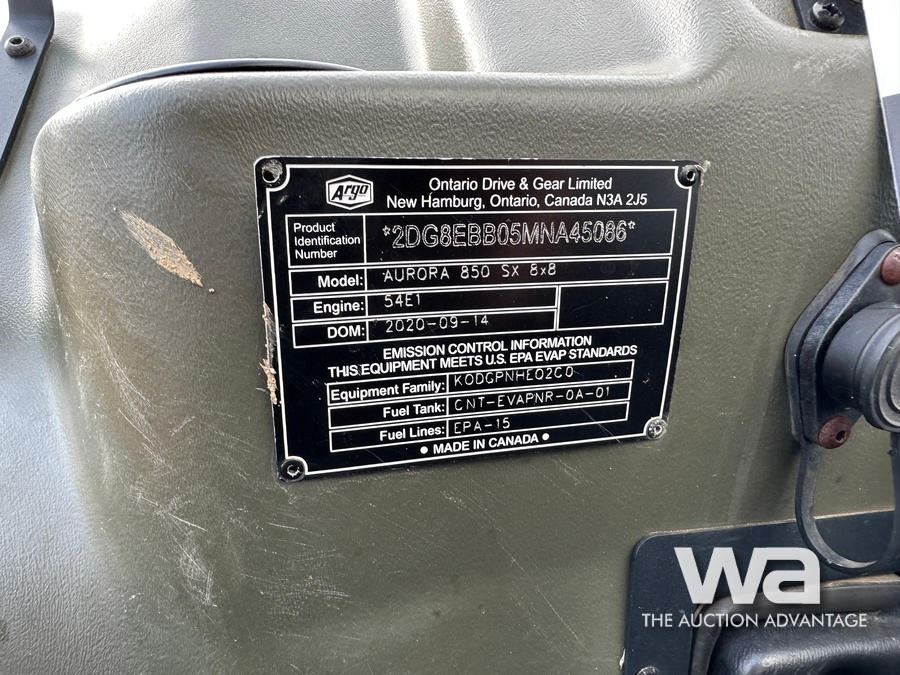 Argo
Ontario Drive & Gear Limited
New Hamburg, Ontario, Canada N3A 2J5
Product Identification Number
*2DG8EBB05MNA45086*
Model: AURORA 850 SX 8x8
Engine: 54E1
DOM: 2020-09-14
EMISSION CONTROL INFORMATION
THIS EQUIPMENT MEETS U.S. EPA EVAP STANDARDS
Equipment Family: KODGPNHE02C0
Fuel Tank: CNT-EVAPNR-0A-01
Fuel Lines: EPA-15
• MADE IN CANADA •
wa
THE AUCTION ADVANTAGE